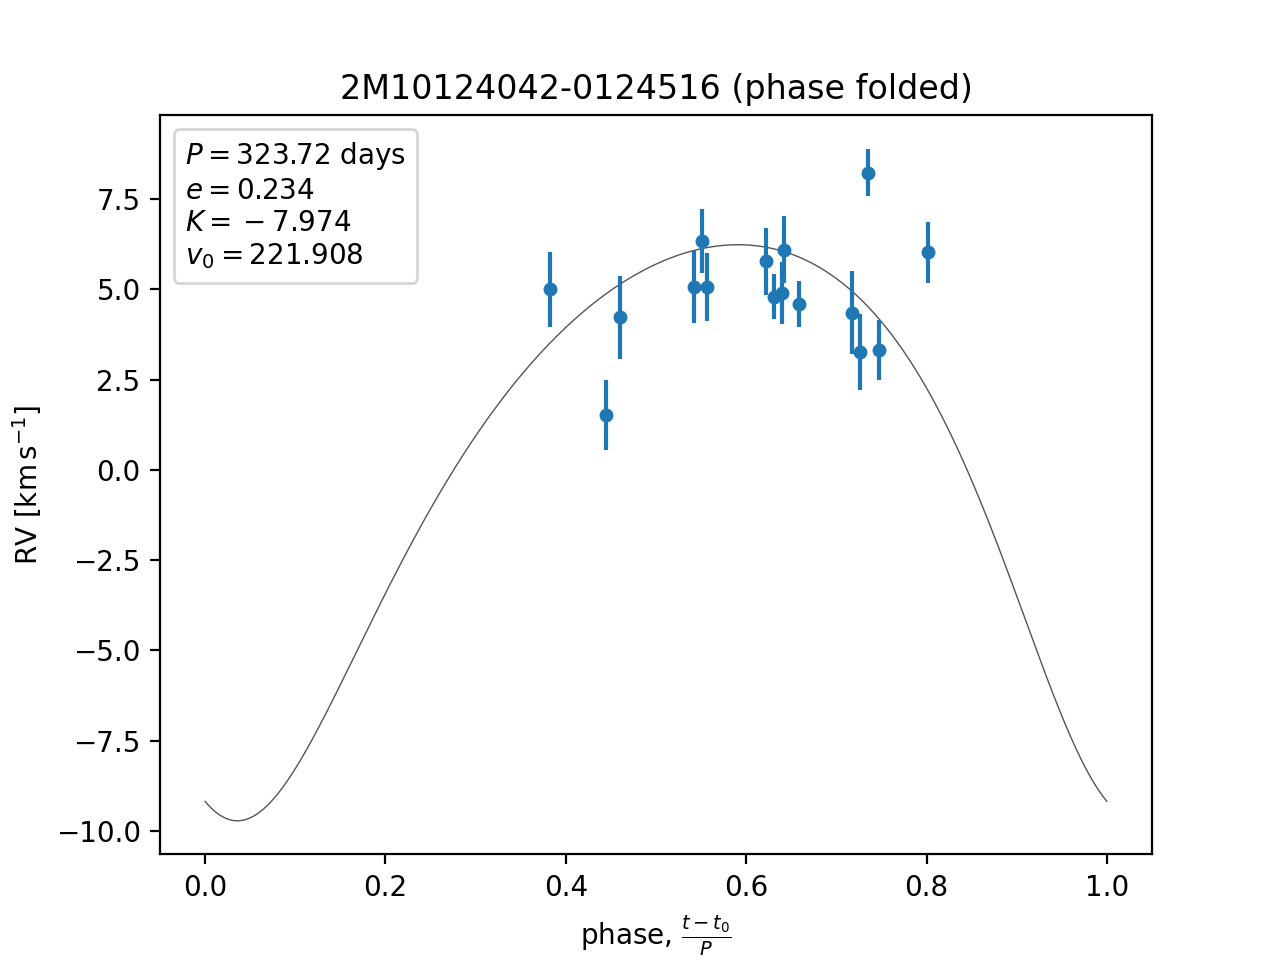 2M10124042-0124516 (phase folded)
P = 323.72 days
e = 0.234
K = −7.974
v₀ = 221.908
7.5
5.0
2.5
0.0
−2.5
−5.0
−7.5
−10.0
RV [km s⁻¹]
0.0 0.2 0.4 0.6 0.8 1.0
phase, (t − t₀)/P